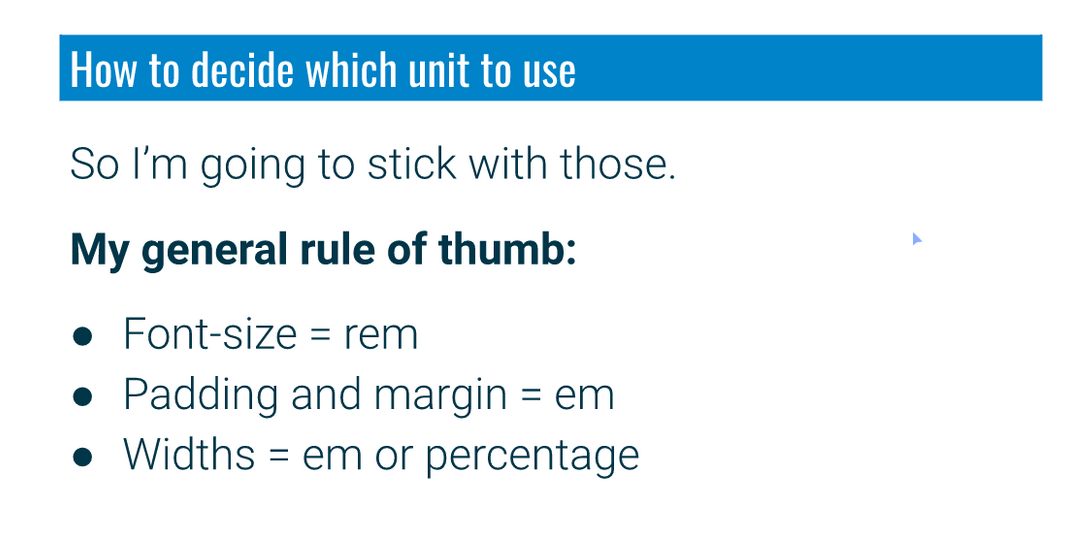 How to decide which unit to use
So I’m going to stick with those.
My general rule of thumb:
● Font-size = rem
● Padding and margin = em
● Widths = em or percentage